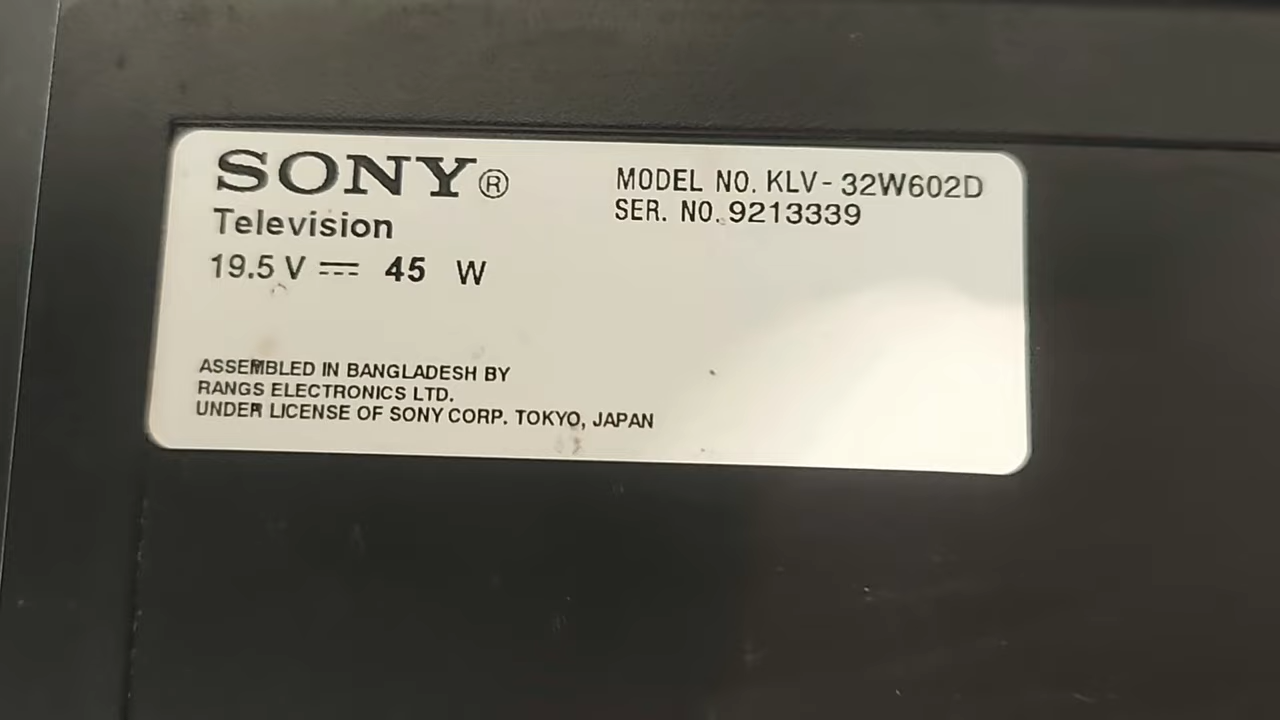 SONY®
Television
19.5 V ⎓ 45 W
MODEL NO. KLV-32W602D
SER. NO. 9213339
ASSEMBLED IN BANGLADESH BY
RANGS ELECTRONICS LTD.
UNDER LICENSE OF SONY CORP. TOKYO, JAPAN